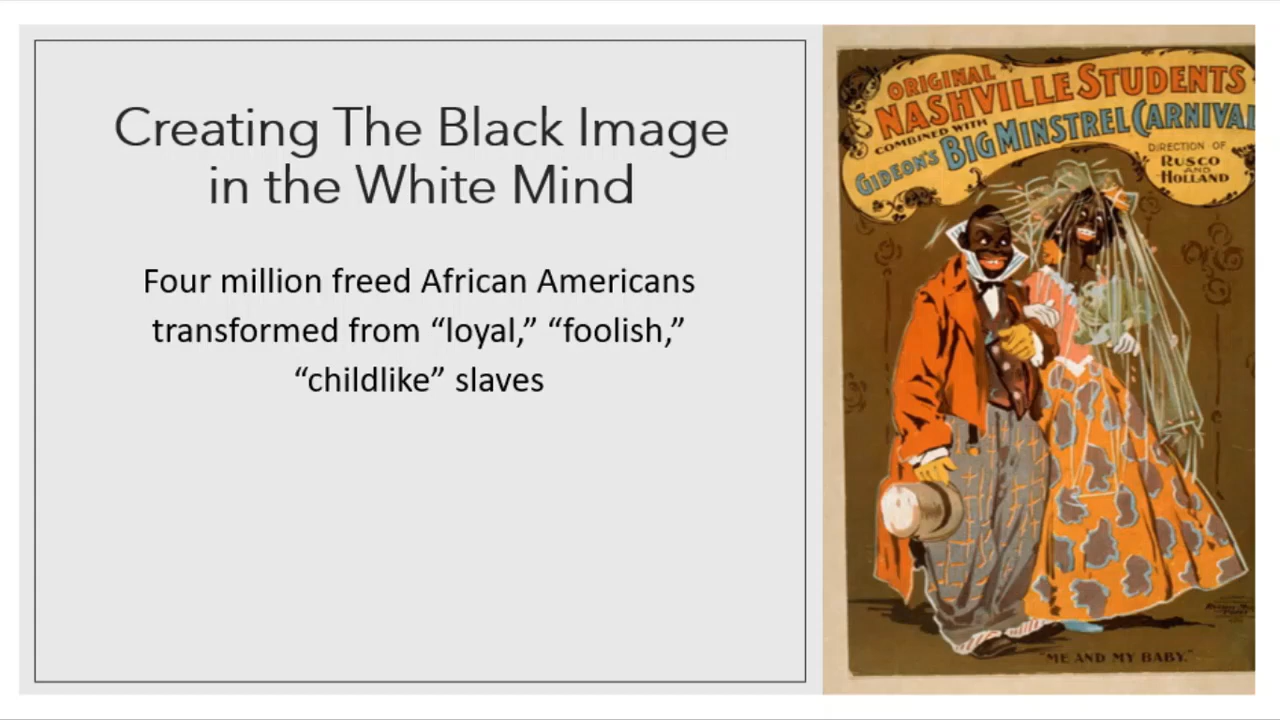 Creating The Black Image
in the White Mind
Four million freed African Americans
transformed from “loyal,” “foolish,”
“childlike” slaves
ORIGINAL
NASHVILLE STUDENTS
COMBINED WITH
GIDEON'S BIG MINSTREL CARNIVAL
DIRECTION OF
RUSCO
AND
HOLLAND
"ME AND MY BABY."